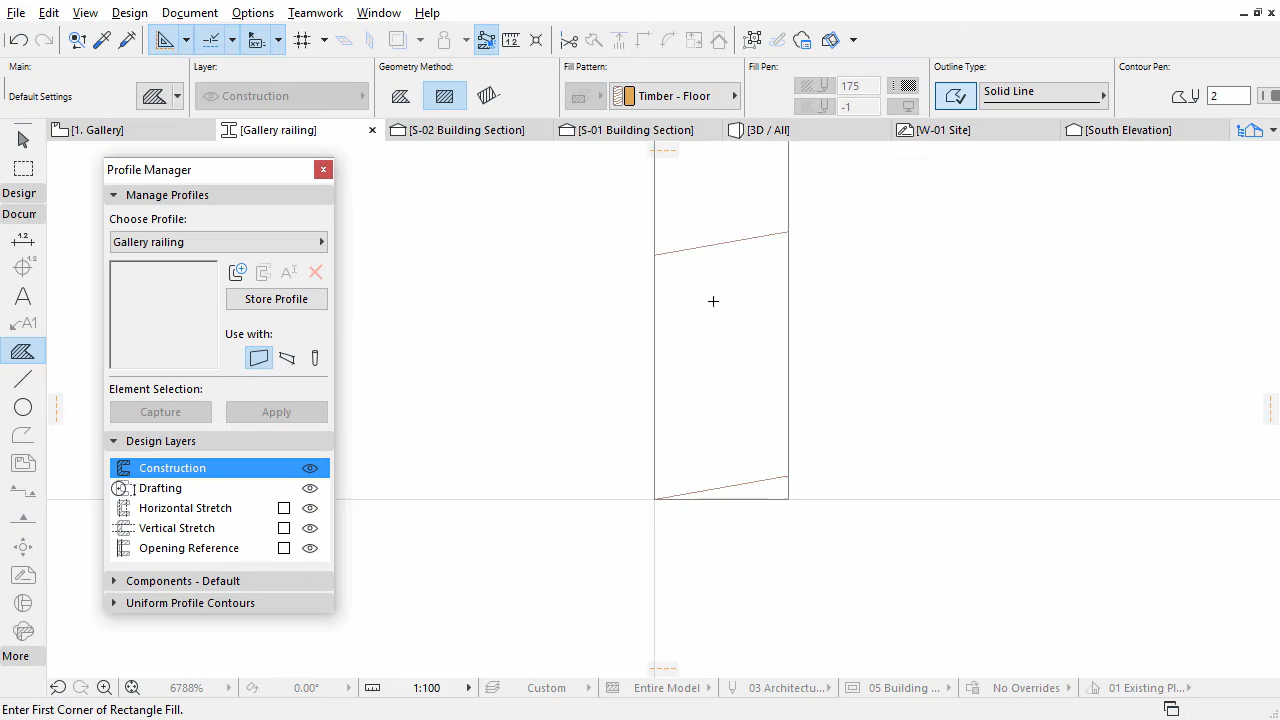 File Edit View Design Document Options Teamwork Window Help
Main:
Layer:
Geometry Method:
Fill Pattern:
Fill Pen:
Outline Type:
Contour Pen:
Default Settings
Construction
Timber - Floor
175
-1
Solid Line
2
[1. Gallery]
[Gallery railing]
[S-02 Building Section]
[S-01 Building Section]
[3D / All]
[W-01 Site]
[South Elevation]
Design
Docum
1.2
A1
More
Profile Manager
Manage Profiles
Choose Profile:
Gallery railing
Store Profile
Use with:
Element Selection:
Capture
Apply
Design Layers
Construction
Drafting
Horizontal Stretch
Vertical Stretch
Opening Reference
Components - Default
Uniform Profile Contours
6788%
0.00°
1:100
Custom
Entire Model
03 Architectu...
05 Building ...
No Overrides
01 Existing Pl...
Enter First Corner of Rectangle Fill.